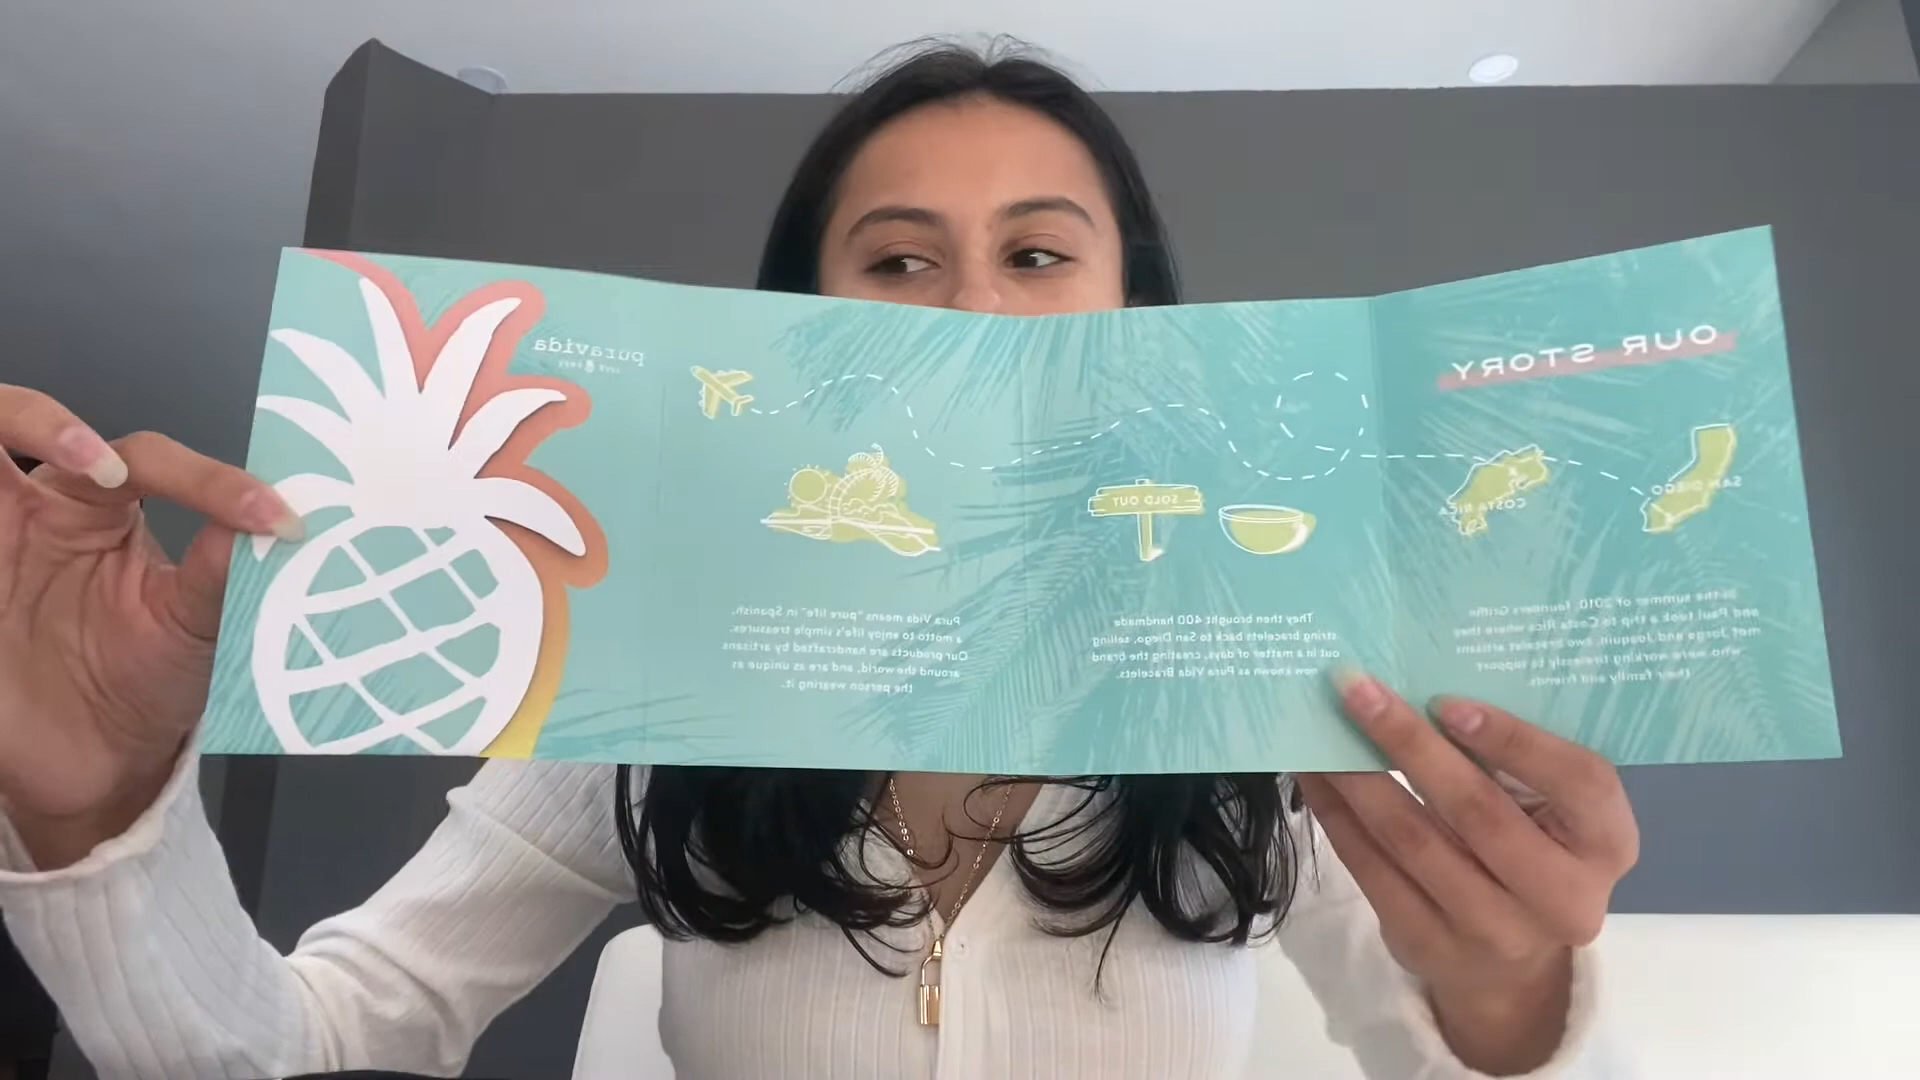 OUR STORY
SAN DIEGO
COSTA RICA
In the summer of 2010, founders Griffin
and Paul took a trip to Costa Rica where they
met Jorge and Joaquin, two bracelet artisans
who were working tirelessly to support
their family and friends.
SOLD OUT
They then brought 400 handmade
string bracelets back to San Diego, selling
out in a matter of days, creating the brand
now known as Pura Vida Bracelets.
Pura Vida means "pure life" in Spanish,
a motto to enjoy life's simple treasures.
Our products are handcrafted by artisans
around the world, and are as unique as
the person wearing it.
puravida